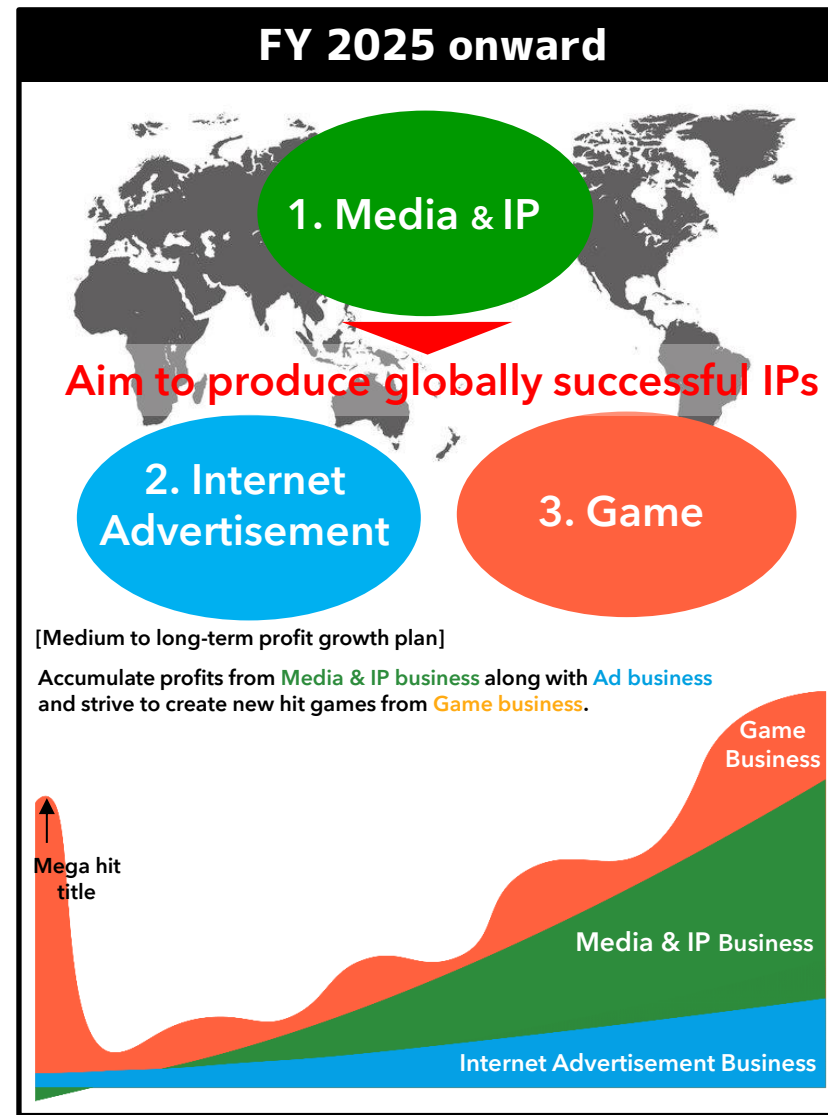 FY 2025 onward
1. Media & IP
Aim to produce globally successful IPs
2. Internet
Advertisement
3. Game
[Medium to long-term profit growth plan]
Accumulate profits from Media & IP business along with Ad business
and strive to create new hit games from Game business.
Game
Business
Mega hit
title
Media & IP Business
Internet Advertisement Business